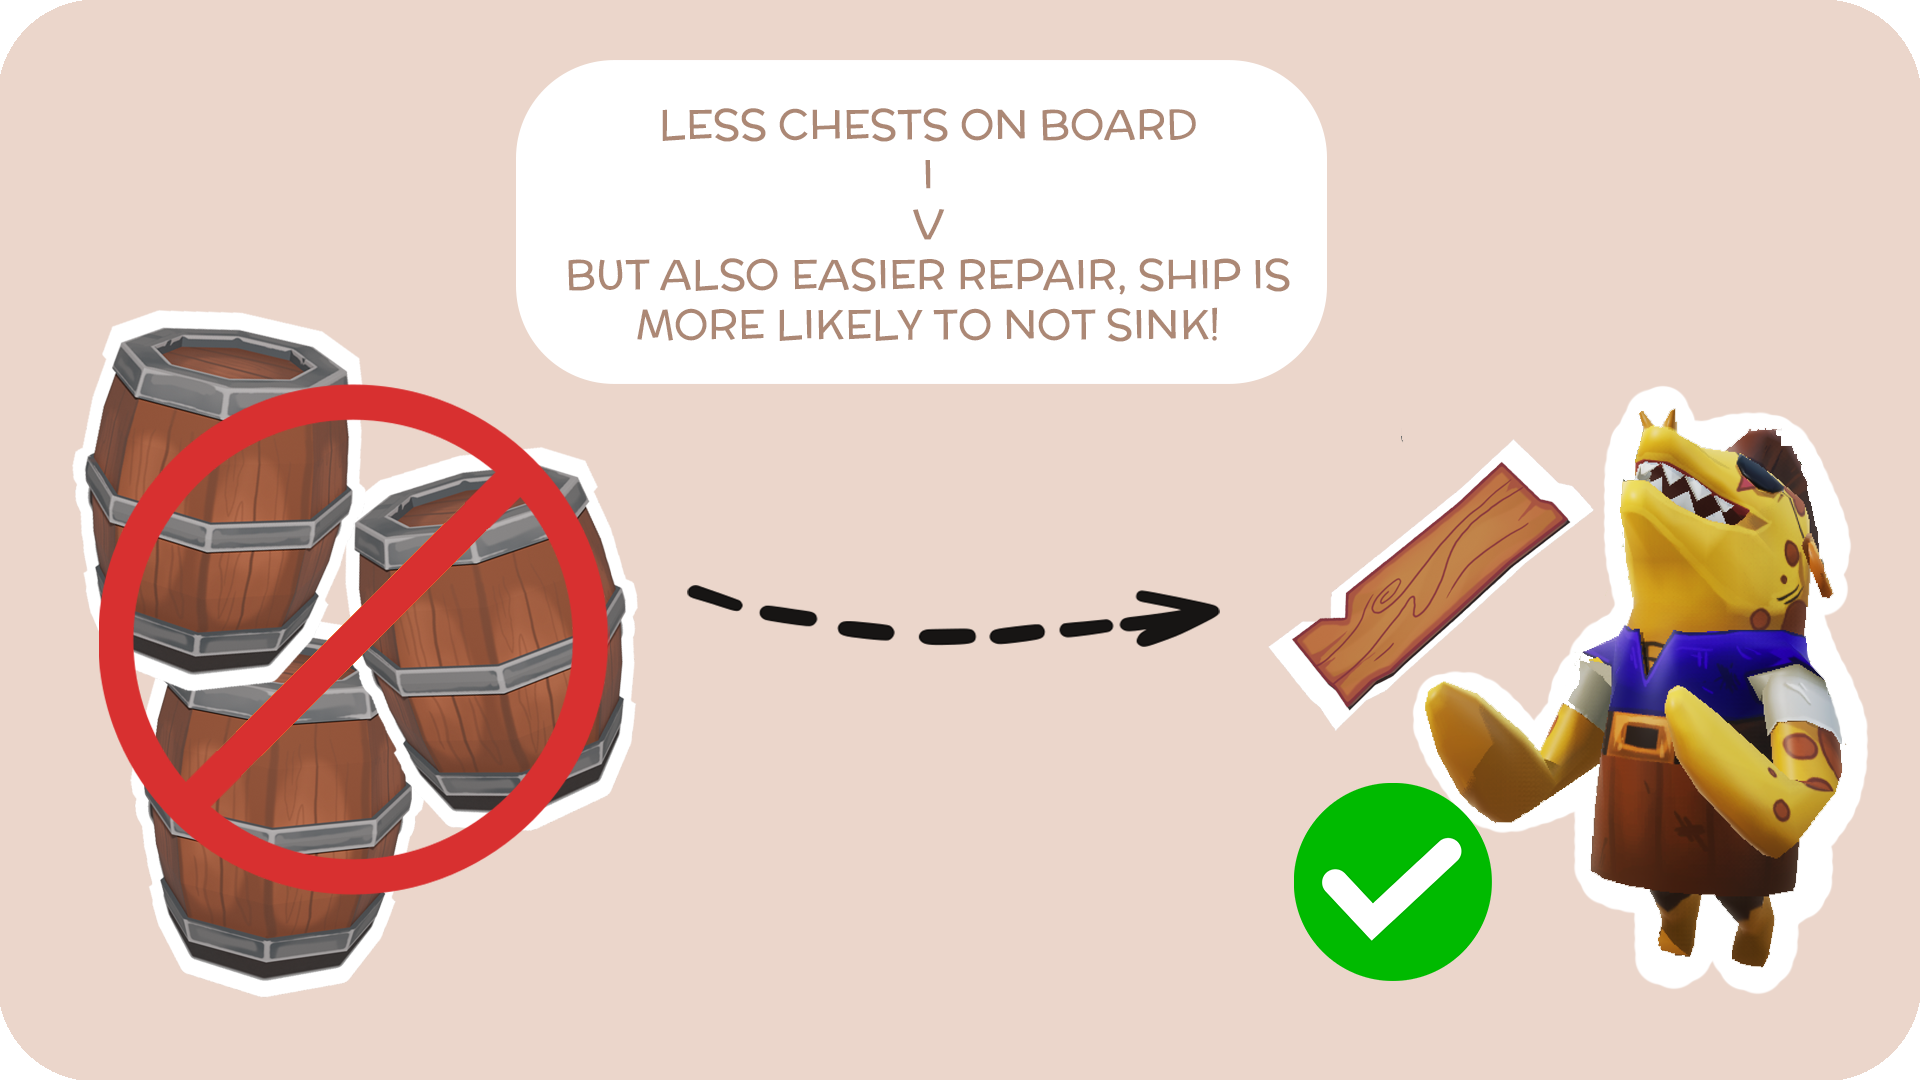 LESS CHESTS ON BOARD
I
V
BUT ALSO EASIER REPAIR, SHIP IS
MORE LIKELY TO NOT SINK!